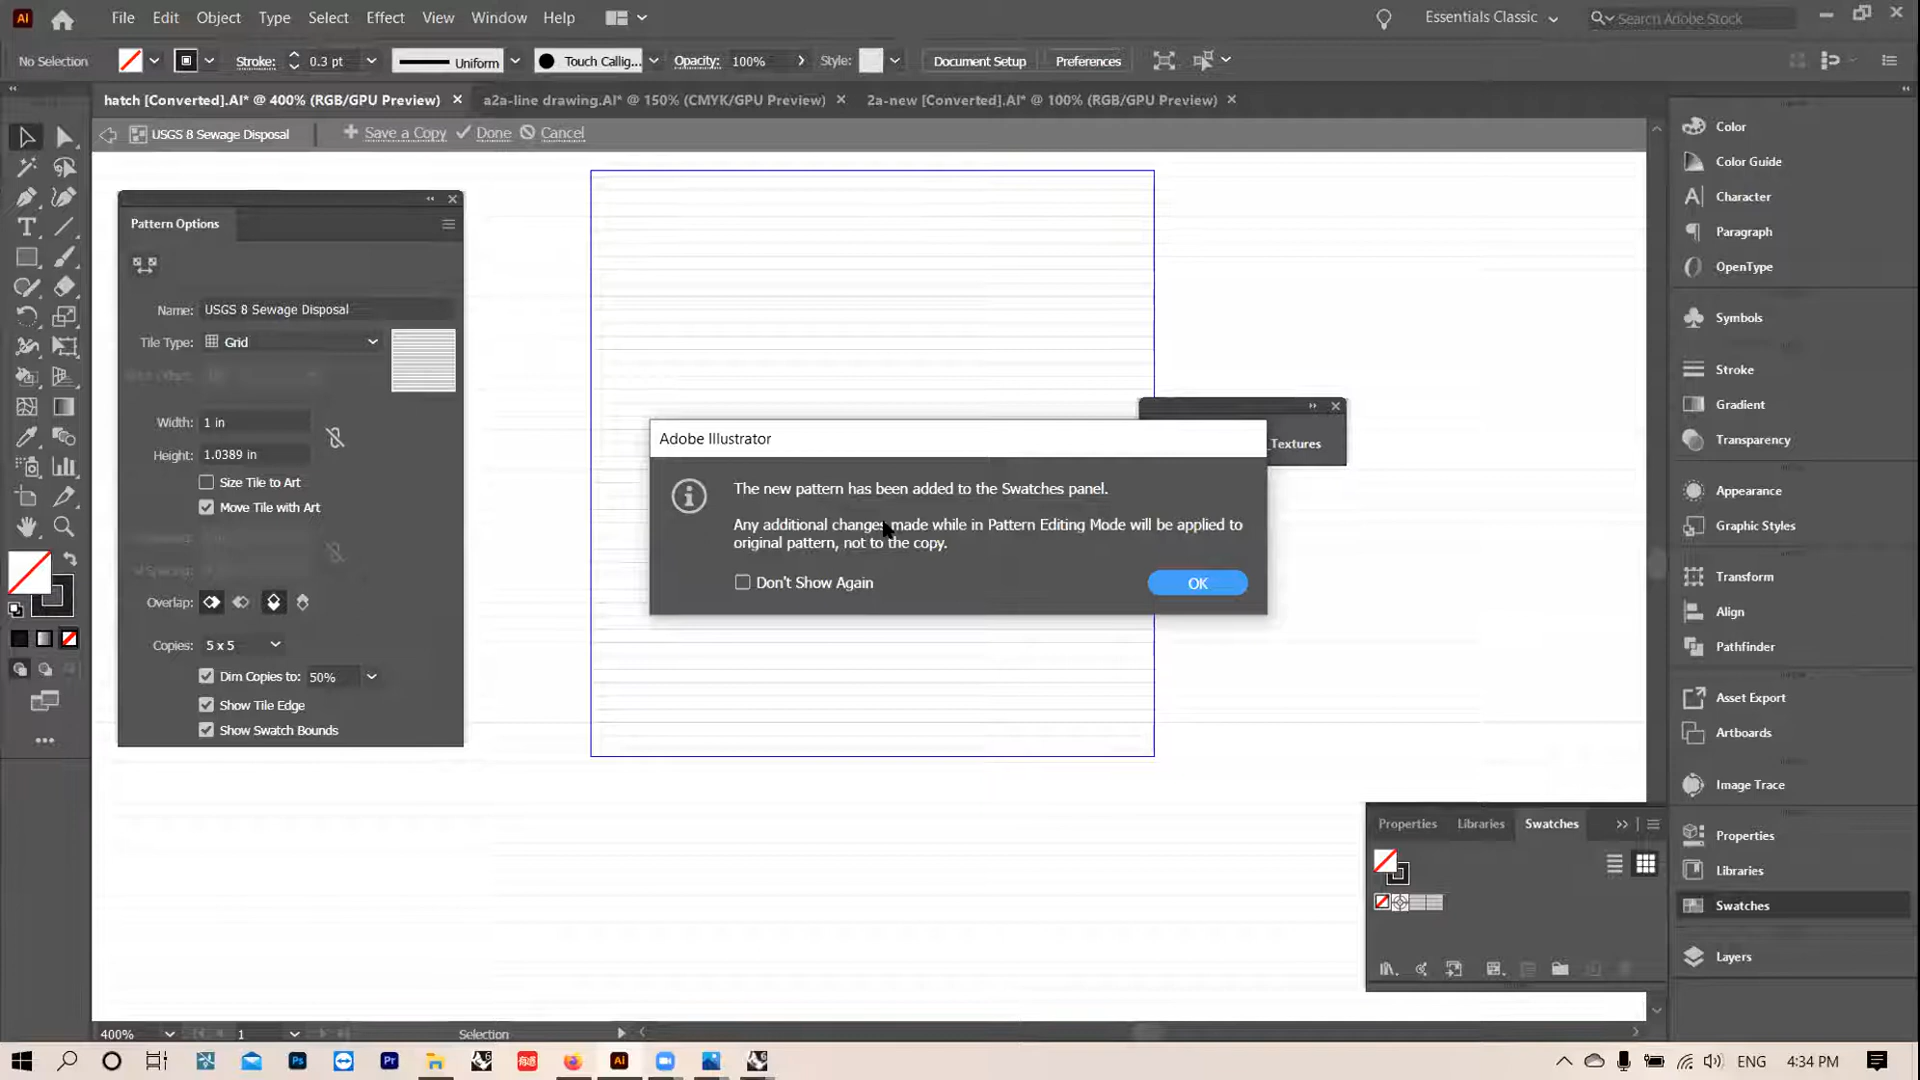 Ai File Edit Object Type Select Effect View Window Help Essentials Classic Search Adobe Stock
No Selection Stroke: 0.3 pt Uniform Touch Callig... Opacity: 100% Style: Document Setup Preferences
hatch [Converted].AI* @ 400% (RGB/GPU Preview) a2a-line drawing.AI* @ 150% (CMYK/GPU Preview) 2a-new [Converted].AI* @ 100% (RGB/GPU Preview)
USGS 8 Sewage Disposal Save a Copy Done Cancel
Pattern Options
Name: USGS 8 Sewage Disposal
Tile Type: Grid
Width: 1 in
Height: 1.0389 in
Size Tile to Art
Move Tile with Art
Overlap:
Copies: 5 x 5
Dim Copies to: 50%
Show Tile Edge
Show Swatch Bounds
_Textures
Adobe Illustrator
The new pattern has been added to the Swatches panel.
Any additional changes made while in Pattern Editing Mode will be applied to
original pattern, not to the copy.
Don't Show Again OK
Color
Color Guide
Character
Paragraph
OpenType
Symbols
Stroke
Gradient
Transparency
Appearance
Graphic Styles
Transform
Align
Pathfinder
Asset Export
Artboards
Image Trace
Properties
Libraries
Swatches
Layers
Properties Libraries Swatches
400% 1 Selection
Ps Pr Ai ENG 4:34 PM